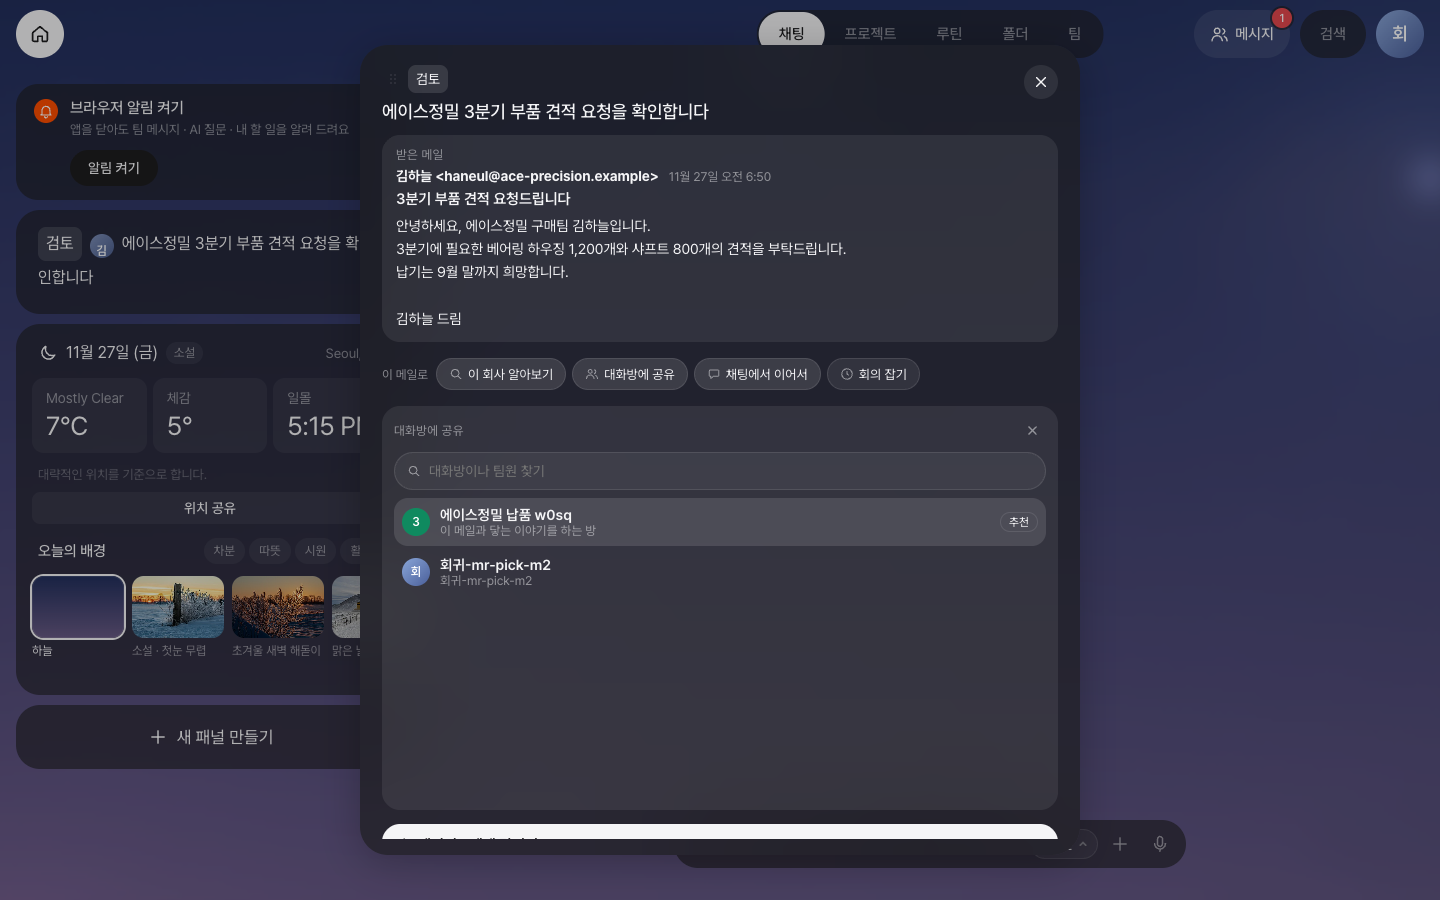 채팅
프로젝트
루틴
폴더
팀
메시지
1
검색
회
브라우저 알림 켜기
앱을 닫아도 팀 메시지 · AI 질문 · 내 할 일을 알려 드려요
알림 켜기
검토 김 에이스정밀 3분기 부품 견적 요청을 확
인합니다
11월 27일 (금) 소설 Seoul,
Mostly Clear
7°C
체감
5°
일몰
5:15 PM
대략적인 위치를 기준으로 합니다.
위치 공유
오늘의 배경 차분 따뜻 시원
하늘
소설 · 첫눈 무렵
초겨울 새벽 해돋이
맑은
새 패널 만들기
검토
에이스정밀 3분기 부품 견적 요청을 확인합니다
받은 메일
김하늘 <haneul@ace-precision.example> 11월 27일 오전 6:50
3분기 부품 견적 요청드립니다
안녕하세요, 에이스정밀 구매팀 김하늘입니다.
3분기에 필요한 베어링 하우징 1,200개와 샤프트 800개의 견적을 부탁드립니다.
납기는 9월 말까지 희망합니다.
김하늘 드림
이 메일로 이 회사 알아보기 대화방에 공유 채팅에서 이어서 회의 잡기
대화방에 공유
대화방이나 팀원 찾기
3 에이스정밀 납품 w0sq
이 메일과 닿는 이야기를 하는 방
추천
회 회귀-mr-pick-m2
회귀-mr-pick-m2